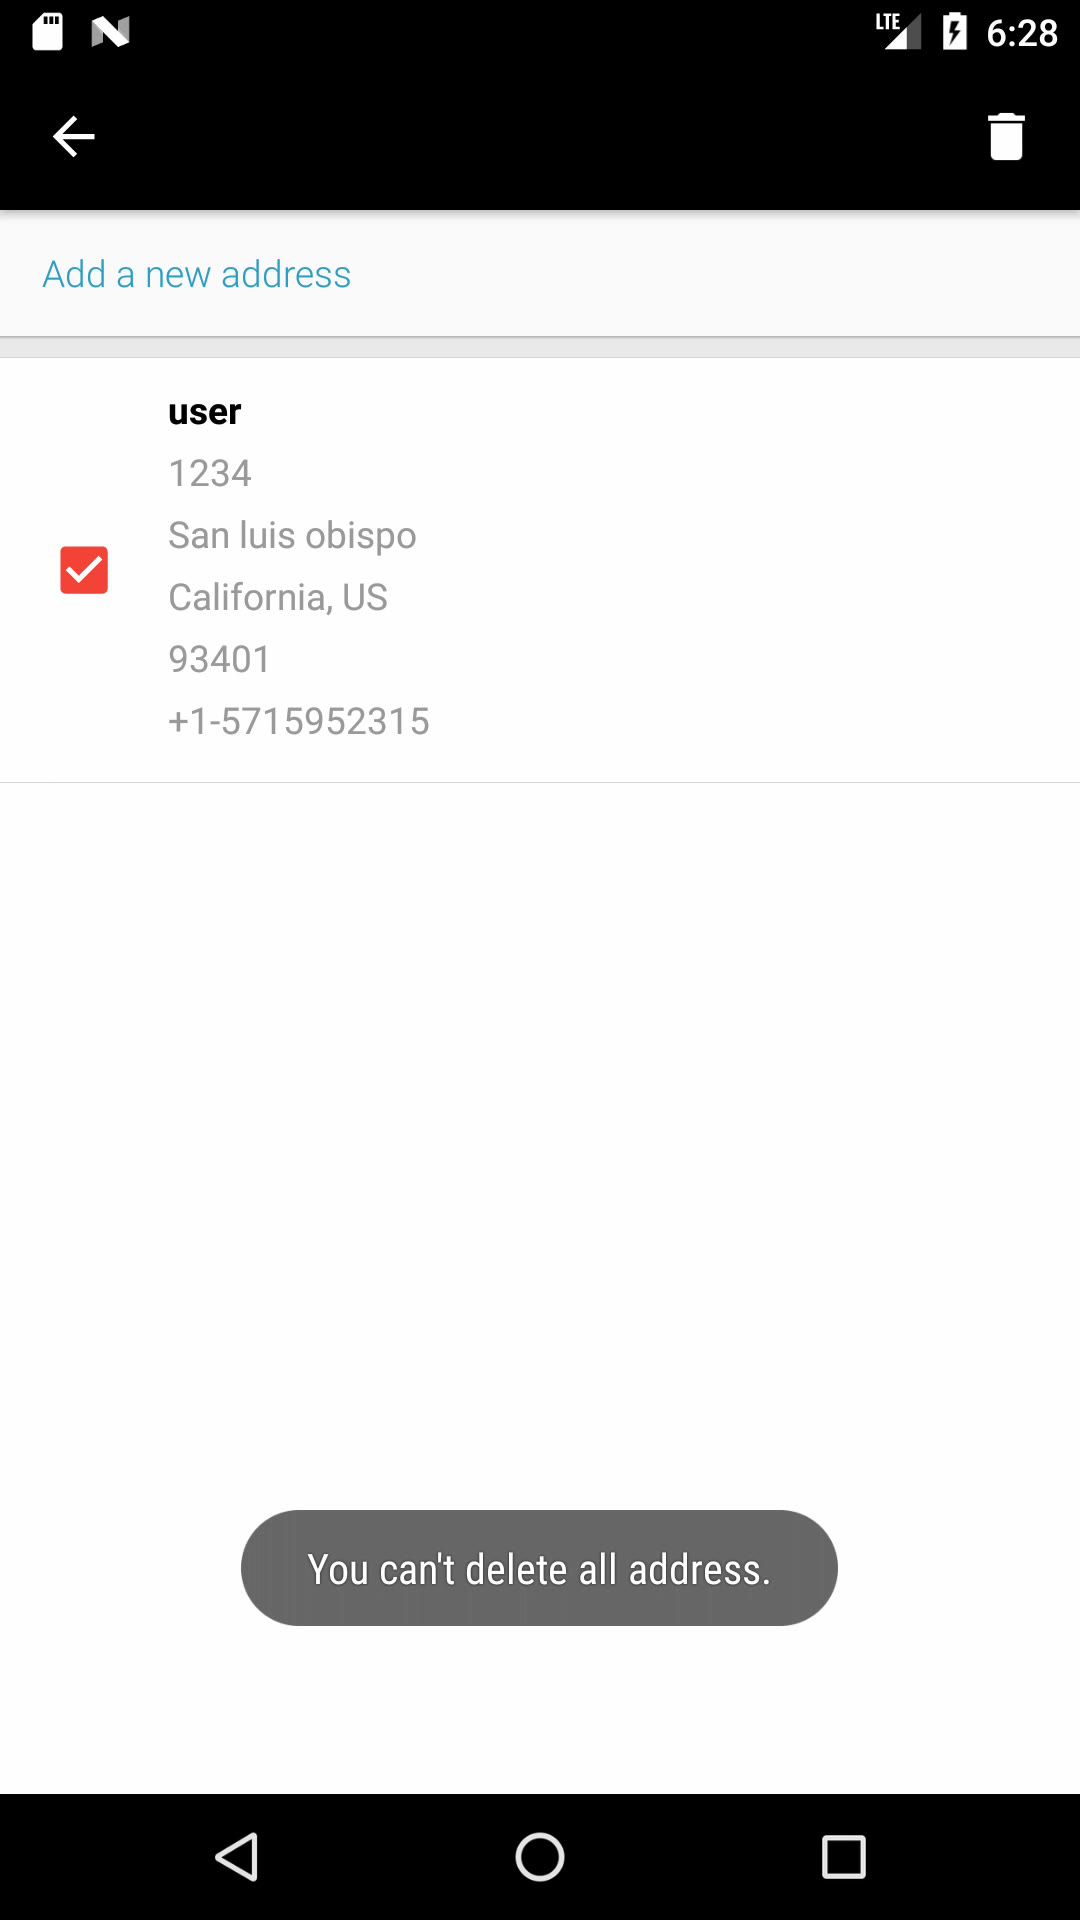 LTE 6:28
Add a new address
user
1234
San luis obispo
California, US
93401
+1-5715952315
You can't delete all address.